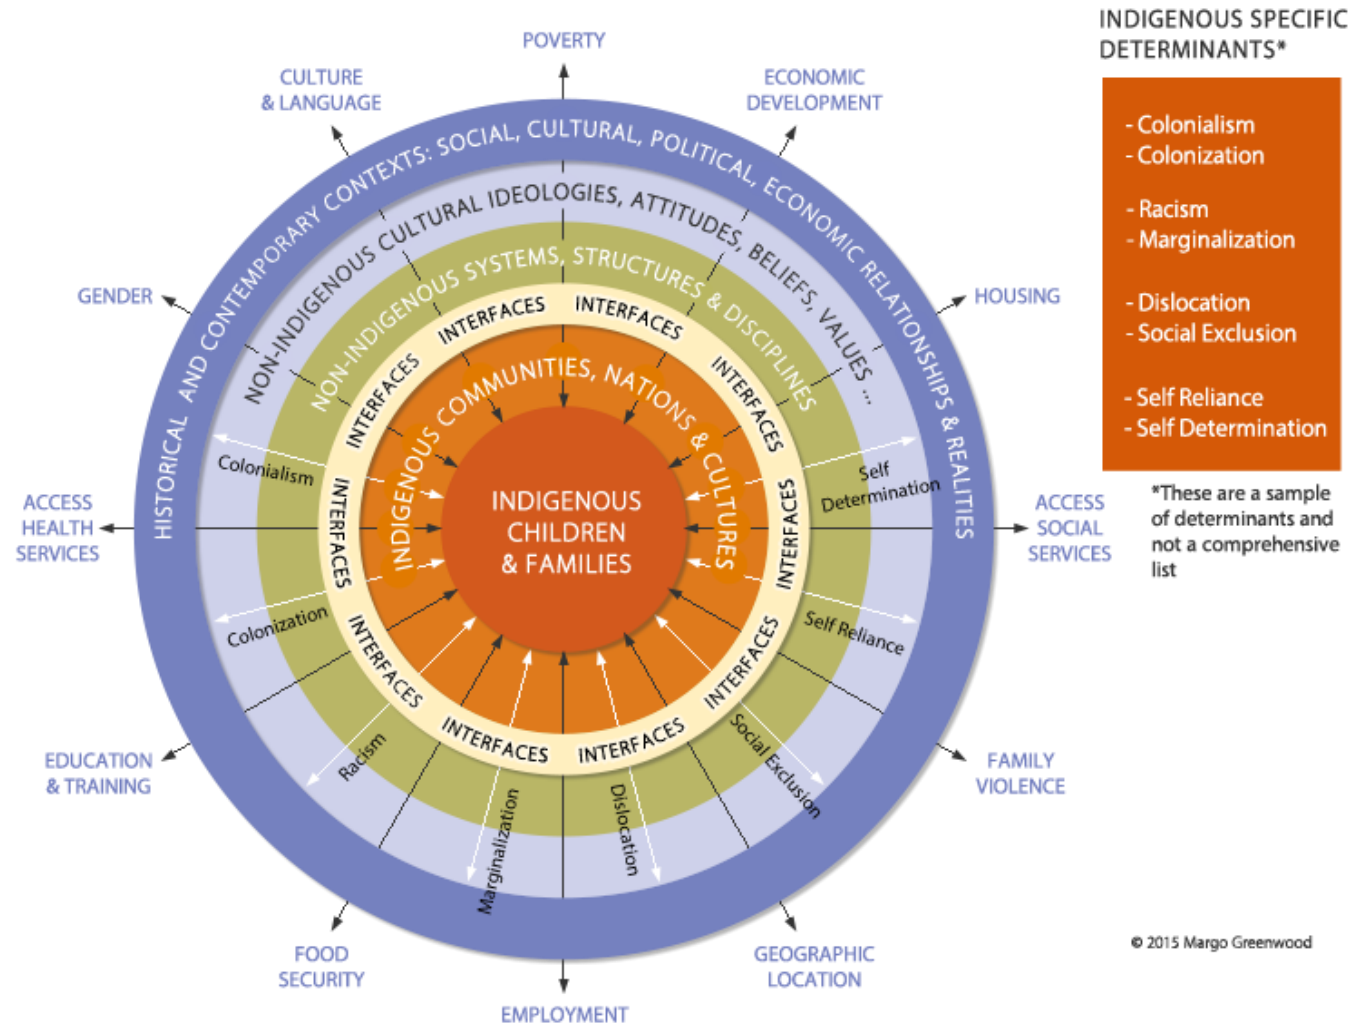 POVERTY
CULTURE
& LANGUAGE
ECONOMIC
DEVELOPMENT
GENDER
HOUSING
ACCESS
HEALTH
SERVICES
ACCESS
SOCIAL
SERVICES
EDUCATION
& TRAINING
FAMILY
VIOLENCE
FOOD
SECURITY
GEOGRAPHIC
LOCATION
EMPLOYMENT
HISTORICAL AND CONTEMPORARY CONTEXTS: SOCIAL, CULTURAL, POLITICAL, ECONOMIC RELATIONSHIPS & REALITIES
NON-INDIGENOUS CULTURAL IDEOLOGIES, ATTITUDES, BELIEFS, VALUES ...
NON-INDIGENOUS SYSTEMS, STRUCTURES & DISCIPLINES
INTERFACES
INTERFACES
INTERFACES
INTERFACES
INTERFACES
INTERFACES
INTERFACES
INTERFACES
INTERFACES
INTERFACES
INDIGENOUS COMMUNITIES, NATIONS & CULTURES
INDIGENOUS
CHILDREN
& FAMILIES
Colonialism
Colonization
Racism
Marginalization
Dislocation
Social Exclusion
Self Reliance
Self
Determination
INDIGENOUS SPECIFIC
DETERMINANTS*
- Colonialism
- Colonization
- Racism
- Marginalization
- Dislocation
- Social Exclusion
- Self Reliance
- Self Determination
*These are a sample
of determinants and
not a comprehensive
list
© 2015 Margo Greenwood